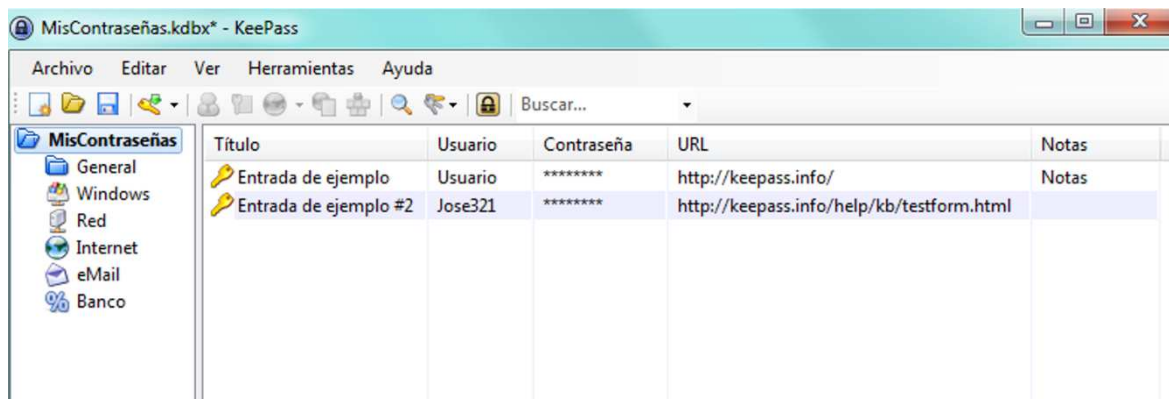 MisContraseñas.kdbx* - KeePass
Archivo Editar Ver Herramientas Ayuda
Buscar...
MisContraseñas
General
Windows
Red
Internet
eMail
Banco
Título Usuario Contraseña URL Notas
Entrada de ejemplo Usuario ******** http://keepass.info/ Notas
Entrada de ejemplo #2 Jose321 ******** http://keepass.info/help/kb/testform.html